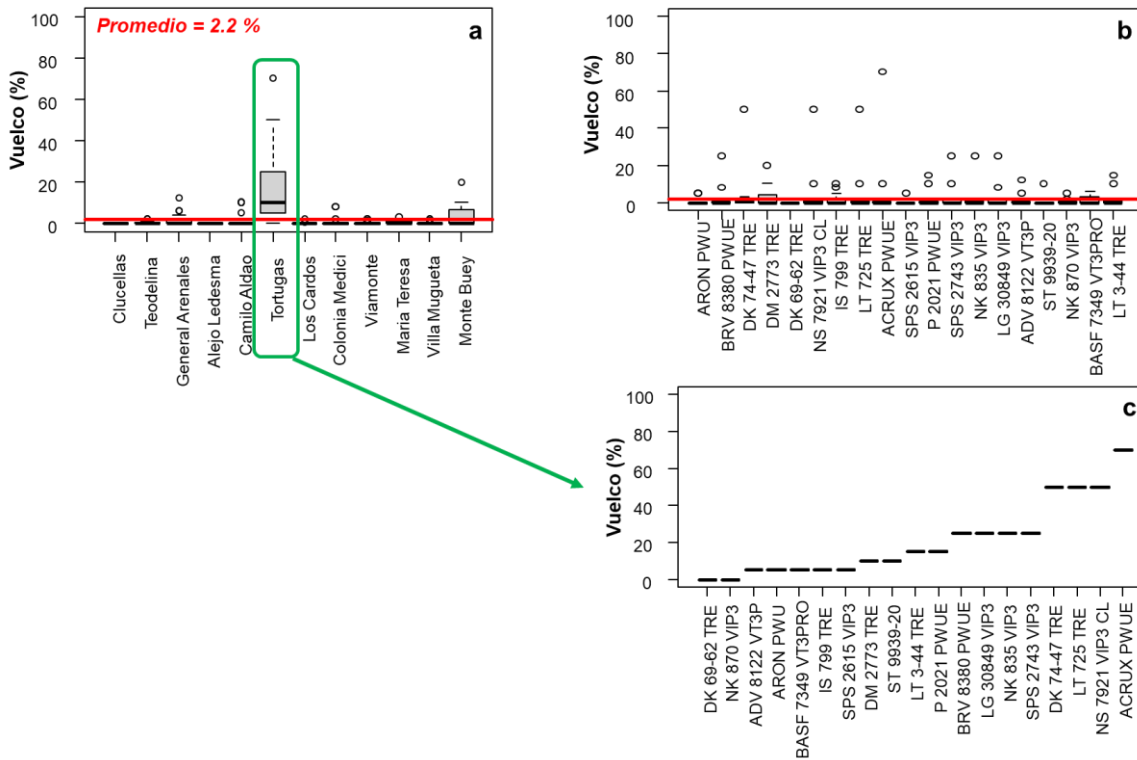 Promedio = 2.2 %
a
Vuelco (%)
100
80
60
40
20
0
Clucellas
Teodelina
General Arenales
Alejo Ledesma
Camilo Aldao
Tortugas
Los Cardos
Colonia Medici
Viamonte
Maria Teresa
Villa Mugueta
Monte Buey
b
Vuelco (%)
100
80
60
40
20
0
ARON PWU
BRV 8380 PWUE
DK 74-47 TRE
DM 2773 TRE
DK 69-62 TRE
NS 7921 VIP3 CL
IS 799 TRE
LT 725 TRE
ACRUX PWUE
SPS 2615 VIP3
P 2021 PWUE
SPS 2743 VIP3
NK 835 VIP3
LG 30849 VIP3
ADV 8122 VT3P
ST 9939-20
NK 870 VIP3
BASF 7349 VT3PRO
LT 3-44 TRE
c
Vuelco (%)
100
80
60
40
20
0
DK 69-62 TRE
NK 870 VIP3
ADV 8122 VT3P
ARON PWU
BASF 7349 VT3PRO
IS 799 TRE
SPS 2615 VIP3
DM 2773 TRE
ST 9939-20
LT 3-44 TRE
P 2021 PWUE
BRV 8380 PWUE
LG 30849 VIP3
NK 835 VIP3
SPS 2743 VIP3
DK 74-47 TRE
LT 725 TRE
NS 7921 VIP3 CL
ACRUX PWUE